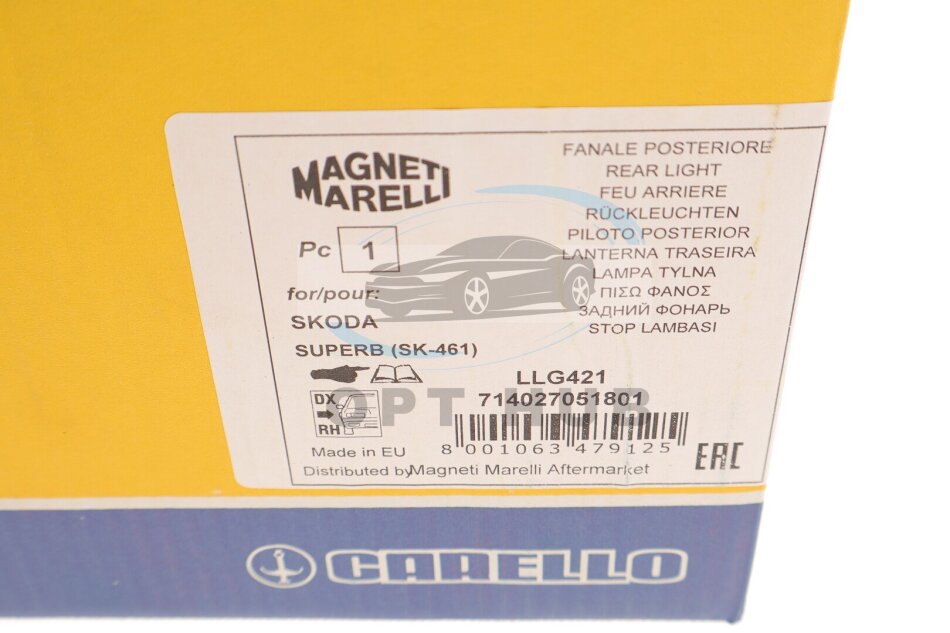 MAGNETI
MARELLI
Pc 1
for/pour:
SKODA
SUPERB (SK-461)
DX
RH
Made in EU
Distributed by Magneti Marelli Aftermarket
FANALE POSTERIORE
REAR LIGHT
FEU ARRIERE
RÜCKLEUCHTEN
PILOTO POSTERIOR
LANTERNA TRASEIRA
LAMPA TYLNA
ΠΙΣΩ ΦΑΝΟΣ
ЗАДНИЙ ФОНАРЬ
STOP LAMBASI
LLG421
714027051801
8 001063 479125
EAC
OPT HUB
CARELLO